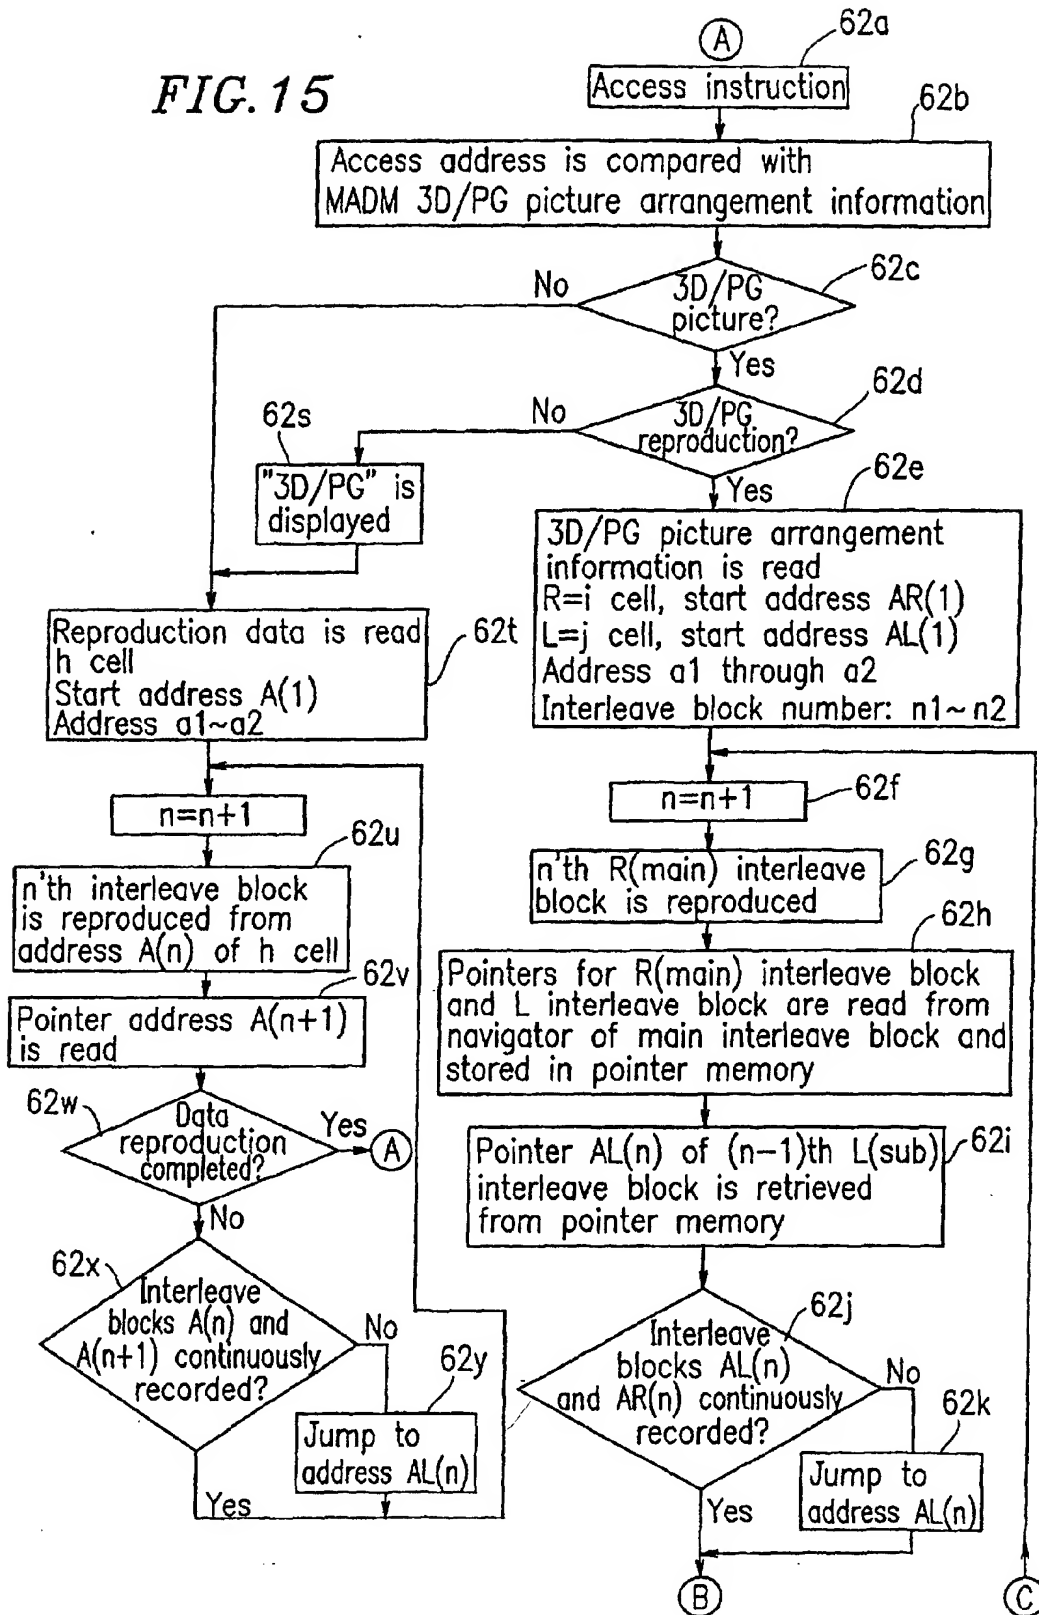 FIG.15
A
62a
Access instruction
62b
Access address is compared with
MADM 3D/PG picture arrangement information
62c
3D/PG
picture?
No
Yes
62d
3D/PG
reproduction?
No
Yes
62s
"3D/PG" is
displayed
62e
3D/PG picture arrangement
information is read
R=i cell, start address AR(1)
L=j cell, start address AL(1)
Address a1 through a2
Interleave block number: n1~n2
Reproduction data is read
h cell
Start address A(1)
Address a1~a2
62t
n=n+1
62u
n'th interleave block
is reproduced from
address A(n) of h cell
62v
Pointer address A(n+1)
is read
62w
Data
reproduction
completed?
Yes
A
No
62x
Interleave
blocks A(n) and
A(n+1) continuously
recorded?
No
62y
Jump to
address AL(n)
Yes
n=n+1
62f
n'th R(main) interleave
block is reproduced
62g
62h
Pointers for R(main) interleave block
and L interleave block are read from
navigator of main interleave block and
stored in pointer memory
Pointer AL(n) of (n-1)th L(sub)
interleave block is retrieved
from pointer memory
62i
62j
Interleave
blocks AL(n)
and AR(n) continuously
recorded?
No
62k
Jump to
address AL(n)
Yes
B
C